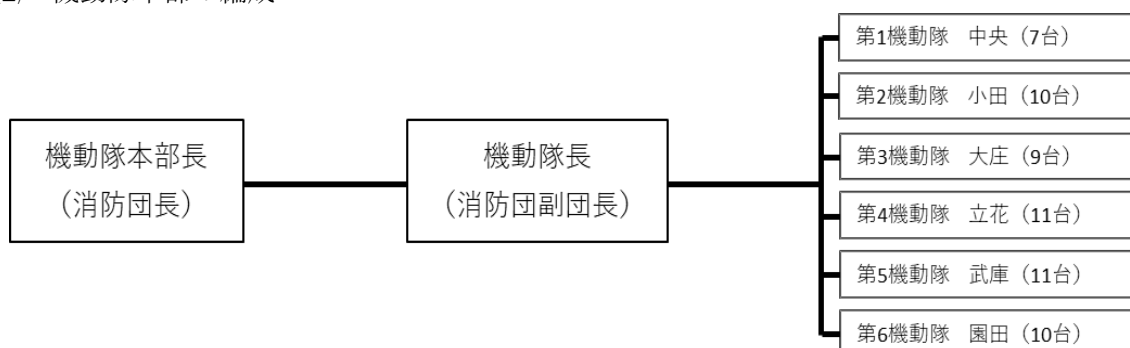 機動隊本部長
（消防団長）
機動隊長
（消防団副団長）
第1機動隊　中央（7台）
第2機動隊　小田（10台）
第3機動隊　大庄（9台）
第4機動隊　立花（11台）
第5機動隊　武庫（11台）
第6機動隊　園田（10台）